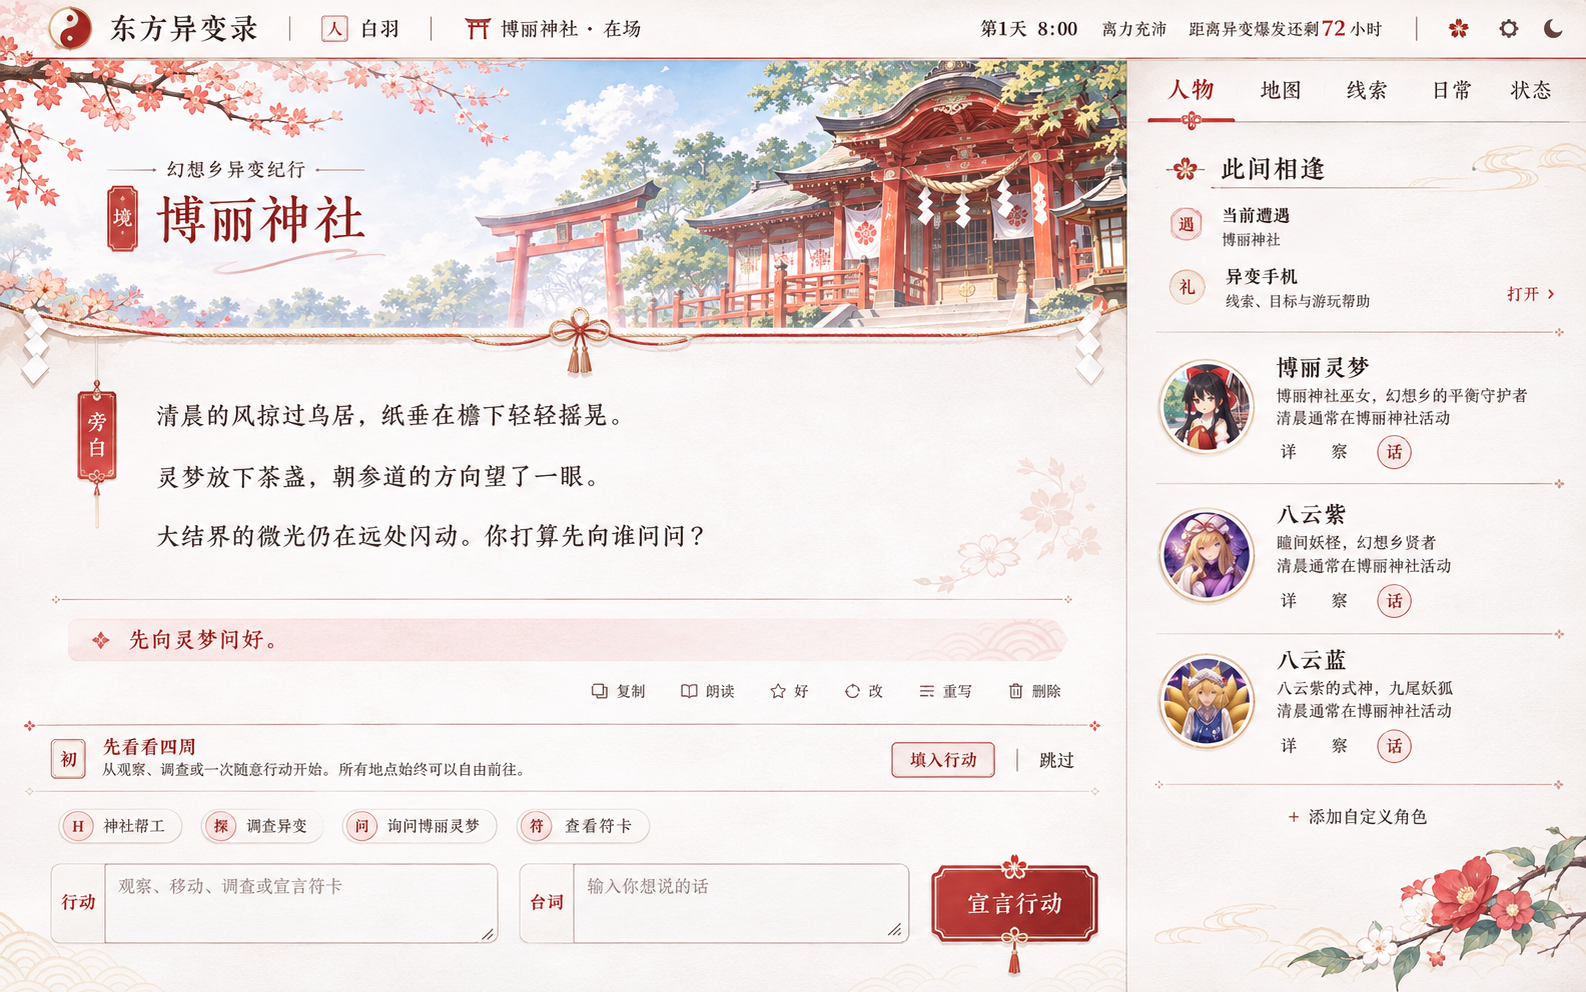 东方异变录
人 白羽
博丽神社・在场
第1天 8:00
离力充沛
距离异变爆发还剩72小时
幻想乡异变纪行
境
博丽神社
旁白
清晨的风掠过鸟居，纸垂在檐下轻轻摇晃。
灵梦放下茶盏，朝参道的方向望了一眼。
大结界的微光仍在远处闪动。你打算先向谁问问？
先向灵梦问好。
复制
朗读
好
改
重写
删除
初
先看看四周
从观察、调查或一次随意行动开始。所有地点始终可以自由前往。
填入行动
跳过
H 神社帮工
探 调查异变
问 询问博丽灵梦
符 查看符卡
行动
观察、移动、调查或宣言符卡
台词
输入你想说的话
宣言行动
人物 地图 线索 日常 状态
此间相逢
遇
当前遭遇
博丽神社
礼
异变手机
线索、目标与游玩帮助
打开 ›
博丽灵梦
博丽神社巫女，幻想乡的平衡守护者
清晨通常在博丽神社活动
详 察 话
八云紫
瞳间妖怪，幻想乡贤者
清晨通常在博丽神社活动
详 察 话
八云蓝
八云紫的式神，九尾妖狐
清晨通常在博丽神社活动
详 察 话
+ 添加自定义角色